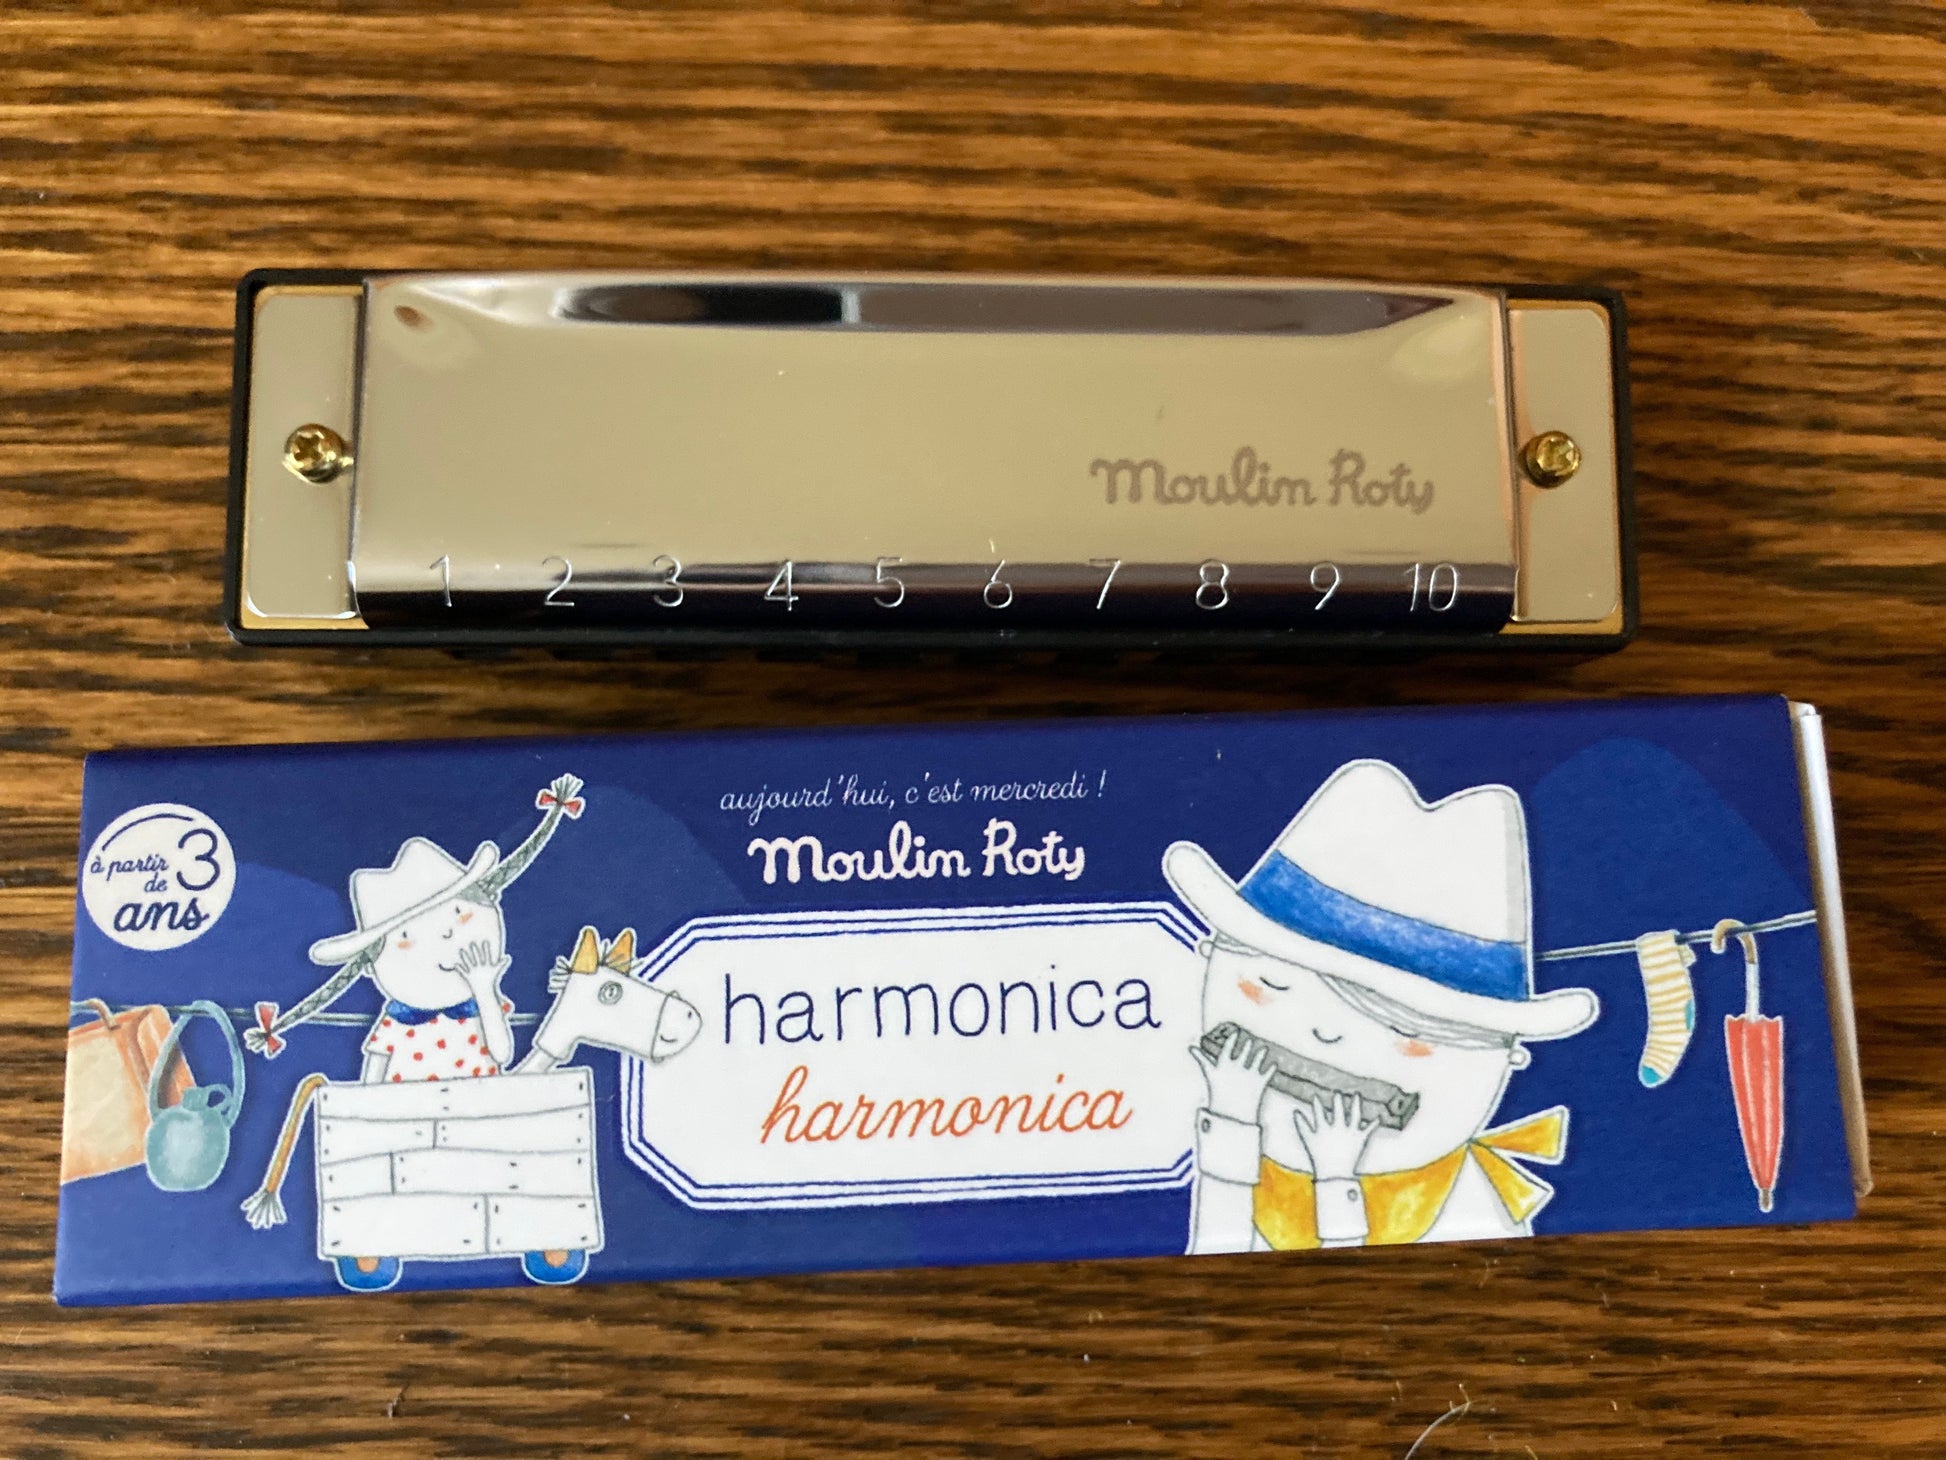 Moulin Roty
1 2 3 4 5 6 7 8 9 10
à partir de 3 ans
aujourd'hui, c'est mercredi !
Moulin Roty
harmonica
harmonica